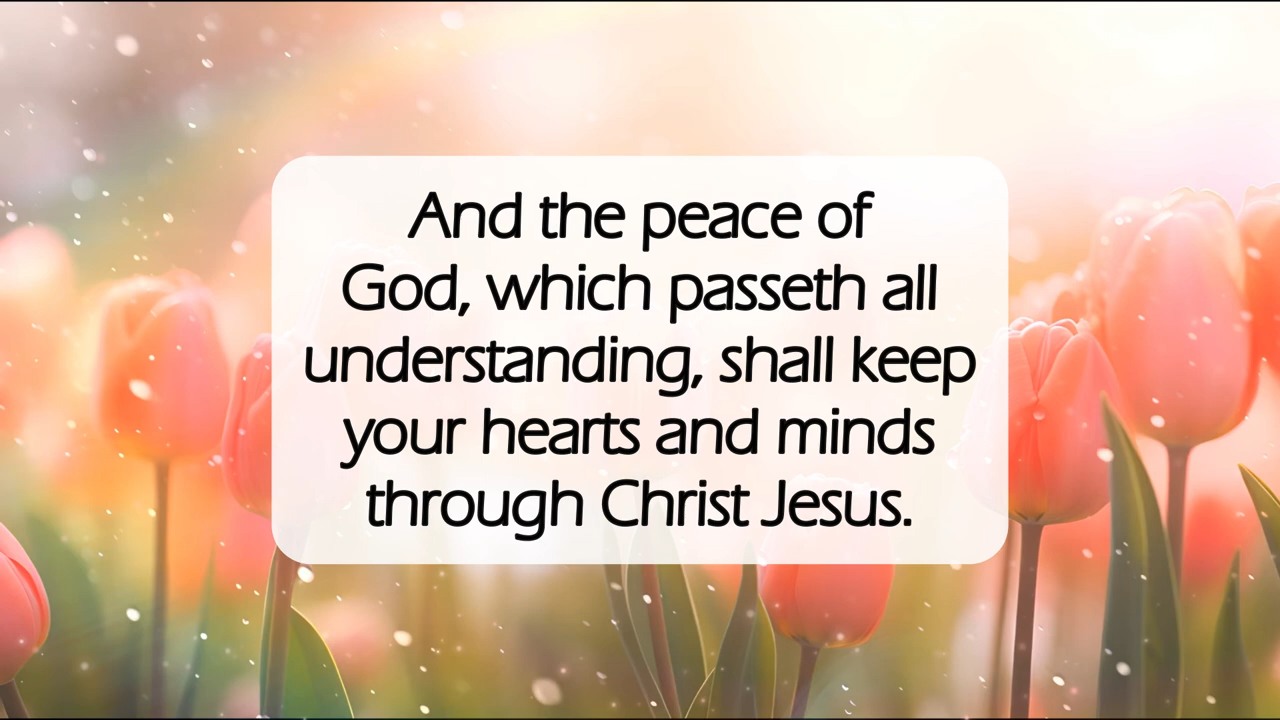 And the peace of
God, which passeth all
understanding, shall keep
your hearts and minds
through Christ Jesus.